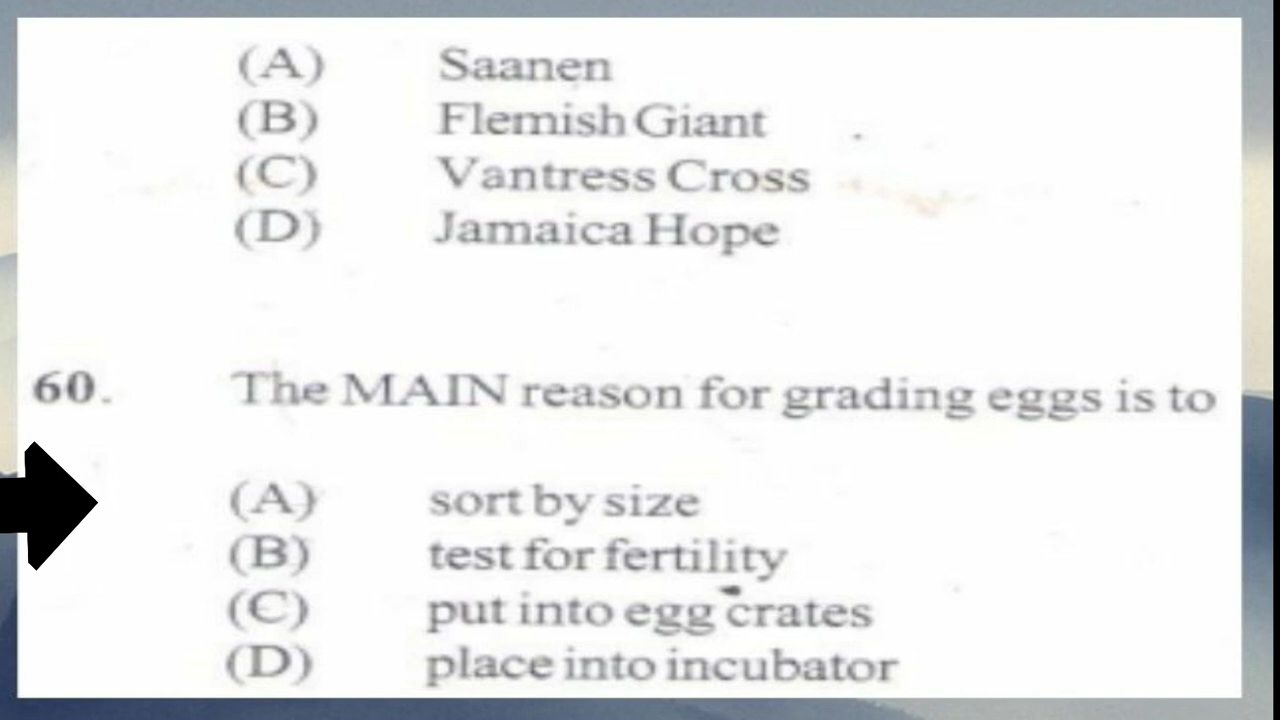 (A) Saanen
(B) Flemish Giant
(C) Vantress Cross
(D) Jamaica Hope
60. The MAIN reason for grading eggs is to
(A) sort by size
(B) test for fertility
(C) put into egg crates
(D) place into incubator